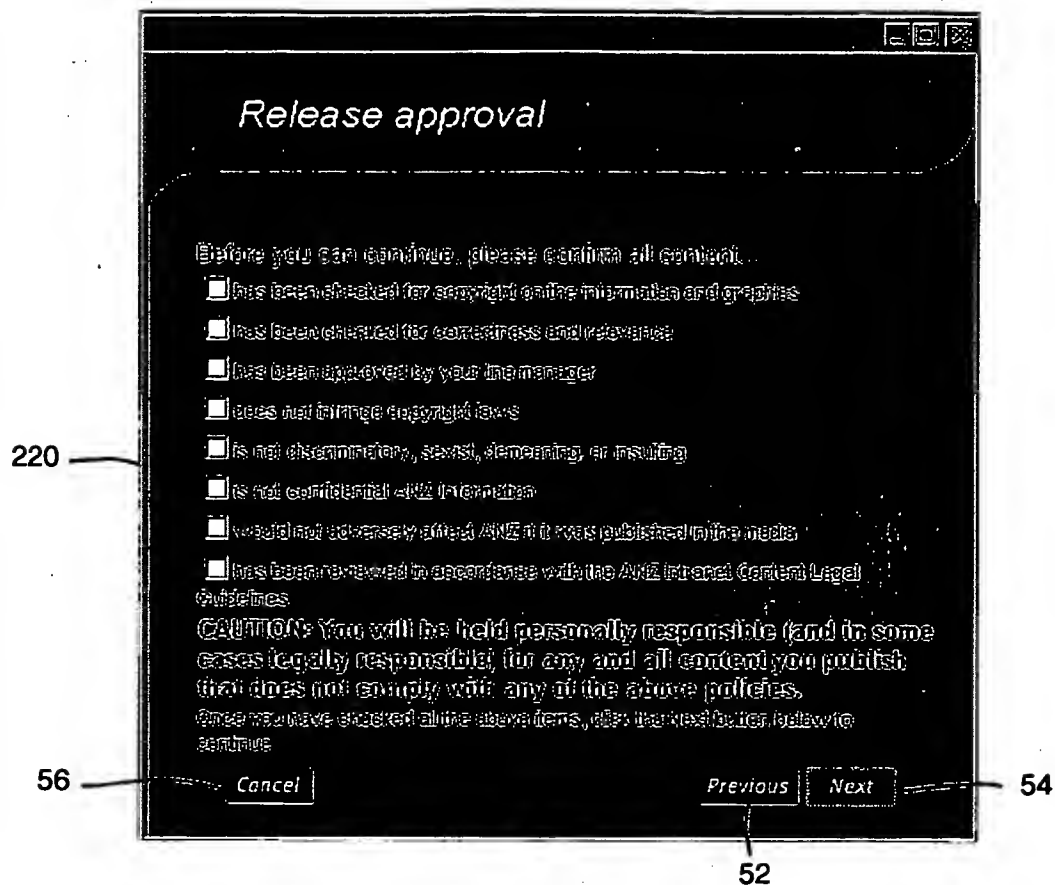 Release approval
Before you can continue, please confirm all content...
has been checked for copyright on the information and graphics
has been checked for correctness and relevance
has been approved by your line manager
does not infringe copyright laws
is not discriminatory, sexist, demeaning, or insulting
220
is not confidential ANZ information
would not adversely affect ANZ if it was published in the media
has been reviewed in accordance with the ANZ Intranet Content Legal
Guidelines.
CAUTION: You will be held personally responsible (and in some
cases legally responsible) for any and all content you publish
that does not comply with any of the above policies.
Once you have checked all the above items, click the Next button below to
continue
56
Cancel
Previous
Next
54
52